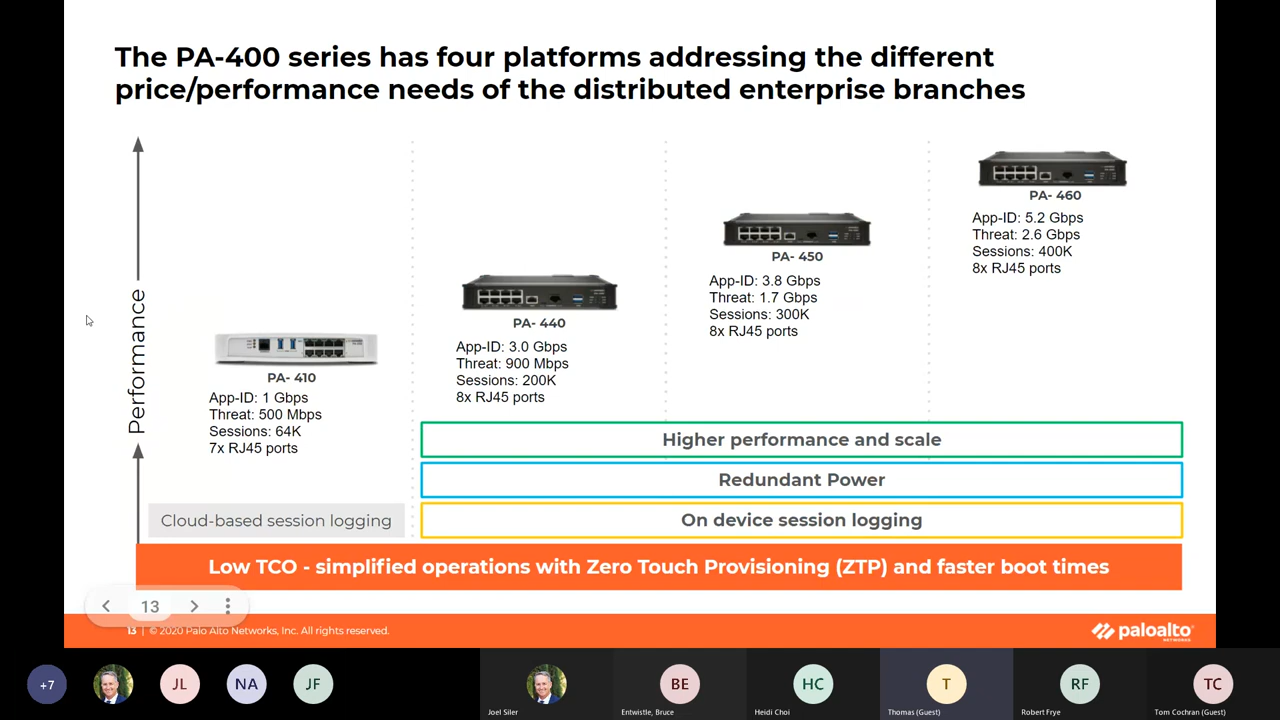 The PA-400 series has four platforms addressing the different
price/performance needs of the distributed enterprise branches
Performance
PA- 410
App-ID: 1 Gbps
Threat: 500 Mbps
Sessions: 64K
7x RJ45 ports
PA- 440
App-ID: 3.0 Gbps
Threat: 900 Mbps
Sessions: 200K
8x RJ45 ports
PA- 450
App-ID: 3.8 Gbps
Threat: 1.7 Gbps
Sessions: 300K
8x RJ45 ports
PA- 460
App-ID: 5.2 Gbps
Threat: 2.6 Gbps
Sessions: 400K
8x RJ45 ports
Higher performance and scale
Redundant Power
Cloud-based session logging
On device session logging
Low TCO - simplified operations with Zero Touch Provisioning (ZTP) and faster boot times
13
13 | © 2020 Palo Alto Networks, Inc. All rights reserved.
paloalto
NETWORKS
+7
JL
NA
JF
Joel Siler
BE
Entwistle, Bruce
HC
Heidi Choi
T
Thomas (Guest)
RF
Robert Frye
TC
Tom Cochran (Guest)